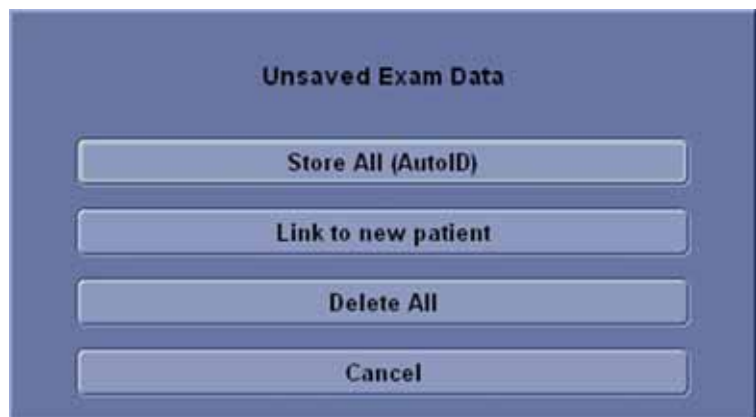 Unsaved Exam Data
Store All (AutoID)
Link to new patient
Delete All
Cancel